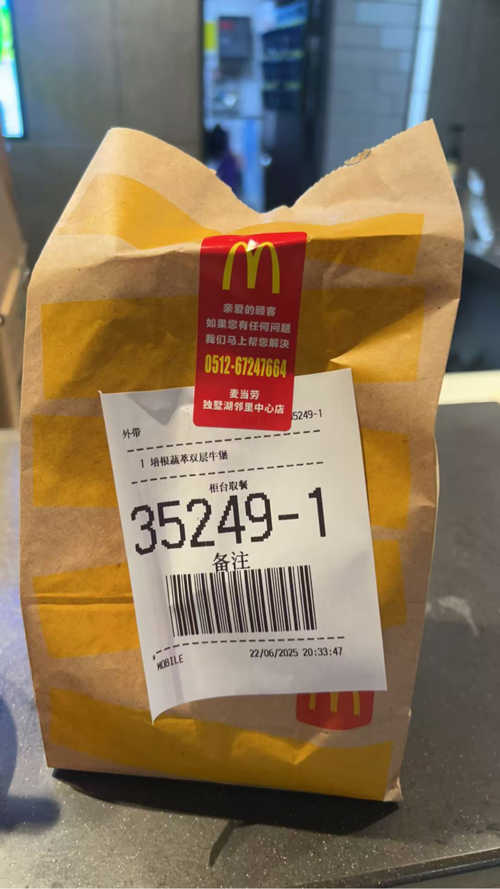 亲爱的顾客
如果您有任何问题
我们马上帮您解决
0512-67247664
麦当劳
独墅湖邻里中心店
5249-1
外带
1 培根蔬萃双层牛堡
柜台取餐
35249-1
备注
MOBILE
22/06/2025 20:33:47